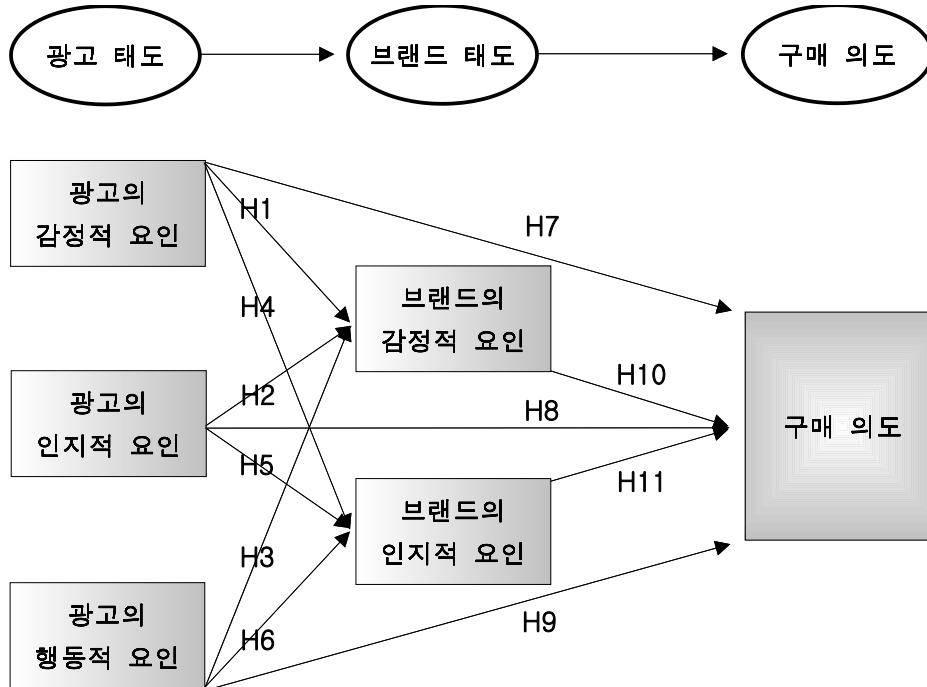 광고 태도
브랜드 태도
구매 의도
광고의
감정적 요인
H1
H7
H4
브랜드의
감정적 요인
H10
광고의
인지적 요인
H2
H8
구매 의도
H5
H11
브랜드의
인지적 요인
H3
광고의
행동적 요인
H6
H9